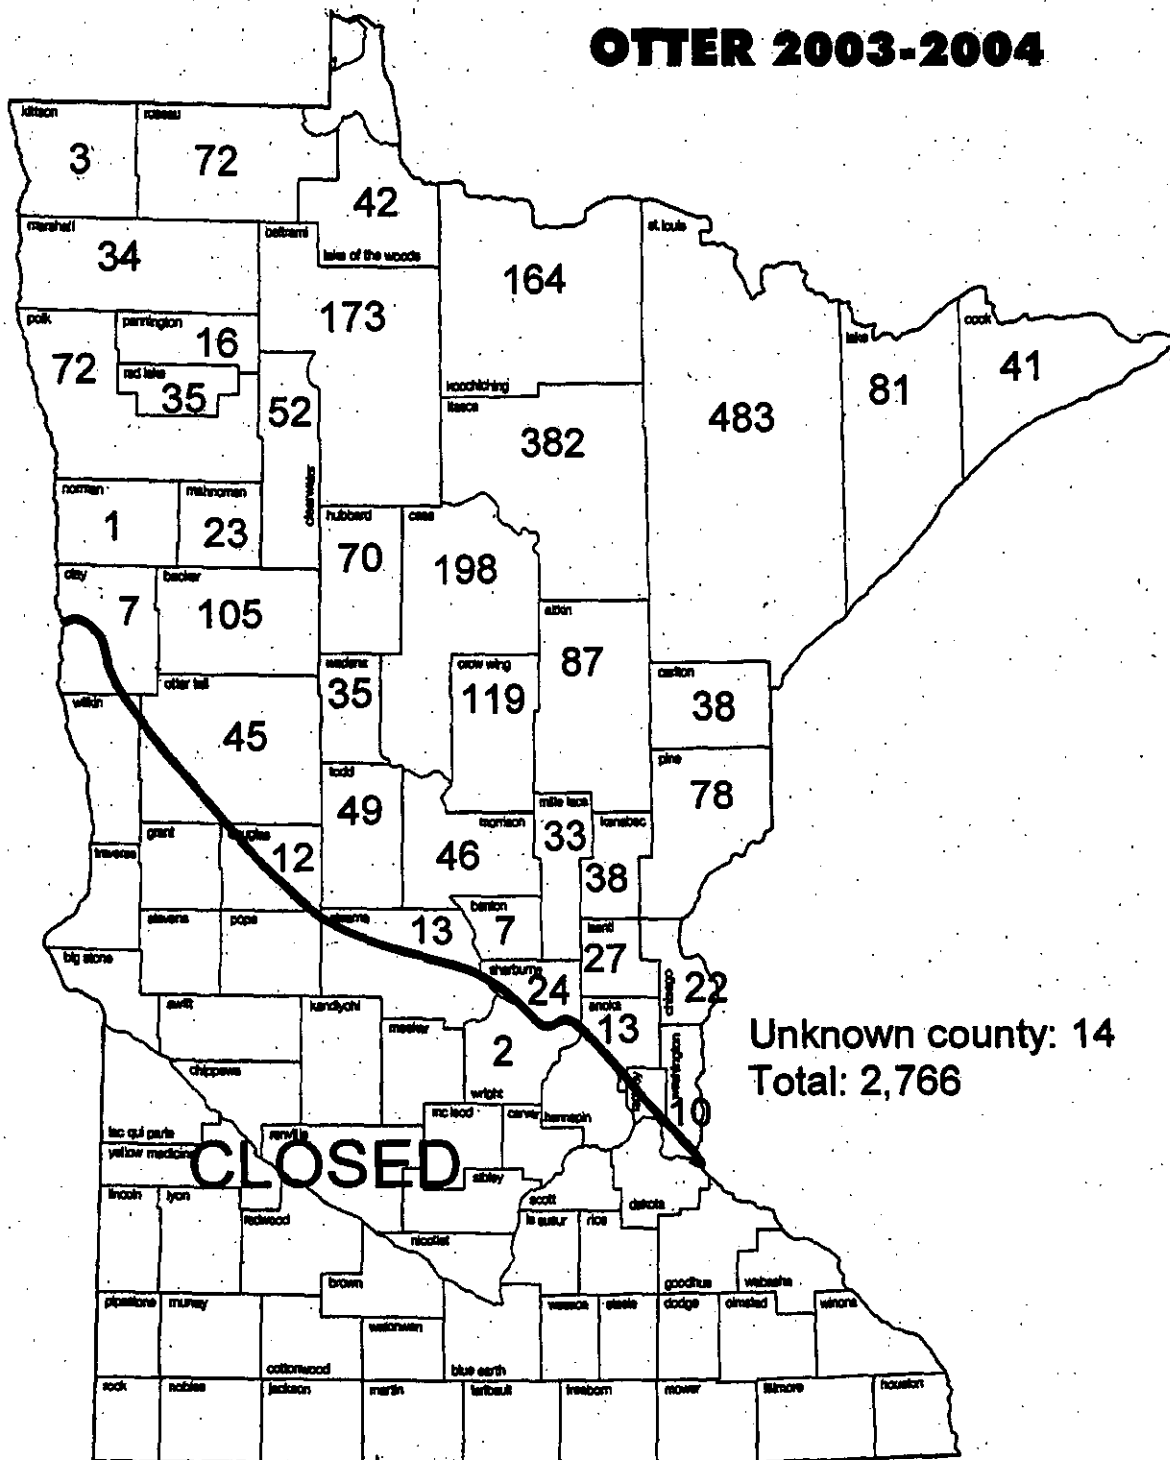 OTTER 2003-2004
kittson
roseau
3
72
42
marshall
beltrami
lake of the woods
34
173
164
st. louis
polk
pennington
16
72
red lake
35
52
koochiching
itasca
382
483
lake
81
cook
41
clearwater
norman
mahnomen
1
23
hubbard
cass
70
198
clay
becker
7
105
aitkin
87
wadena
35
crow wing
119
carlton
38
wilkin
otter tail
45
todd
49
pine
78
mille lacs
33
kanabec
38
morrison
46
grant
douglas
12
traverse
stevens
pope
stearns
13
benton
7
isanti
27
big stone
sherburne
24
chisago
22
anoka
13
swift
kandiyohi
meeker
2
wright
washington
10
Unknown county: 14
Total: 2,766
chippewa
mc leod
carver
hennepin
lac qui parle
renville
yellow medicine
CLOSED
sibley
scott
dakota
lincoln
lyon
redwood
nicollet
le sueur
rice
goodhue
wabasha
brown
pipestone
murray
cottonwood
watonwan
blue earth
waseca
steele
dodge
olmsted
winona
rock
nobles
jackson
martin
faribault
freeborn
mower
fillmore
houston